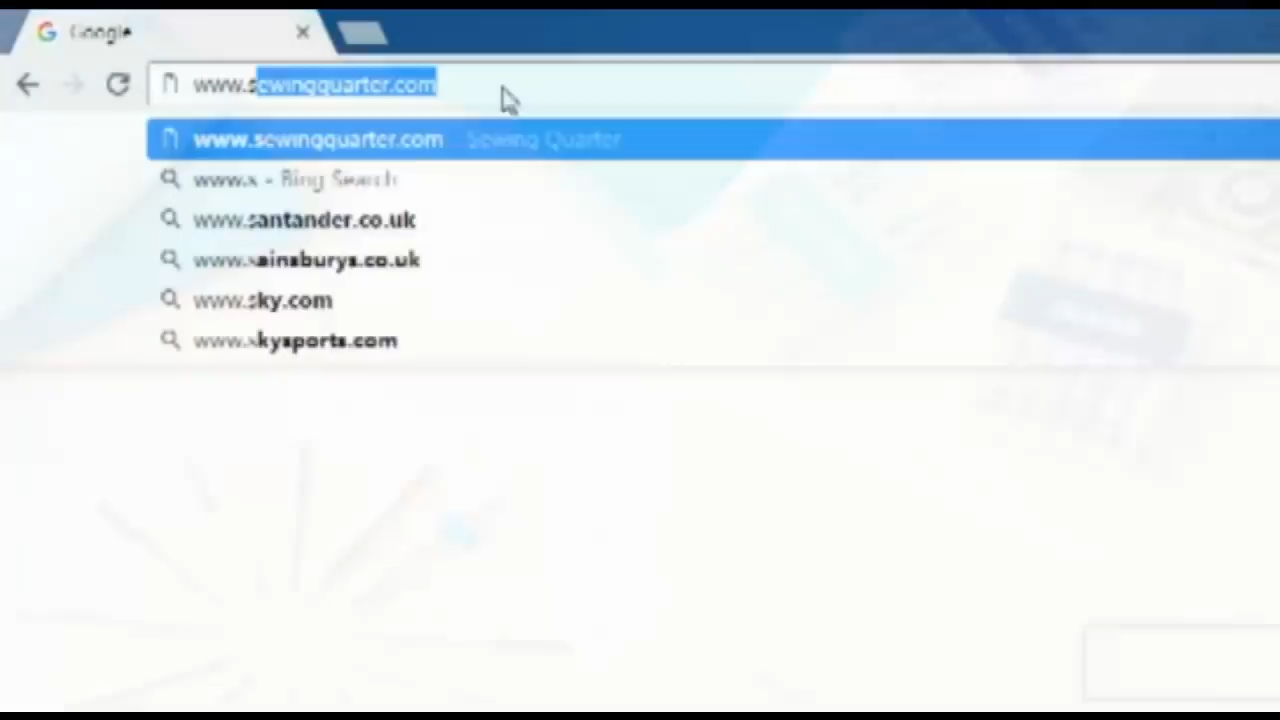 Google
www.sewingquarter.com
www.sewingquarter.com Sewing Quarter
www.s - Bing Search
www.santander.co.uk
www.sainsburys.co.uk
www.sky.com
www.skysports.com